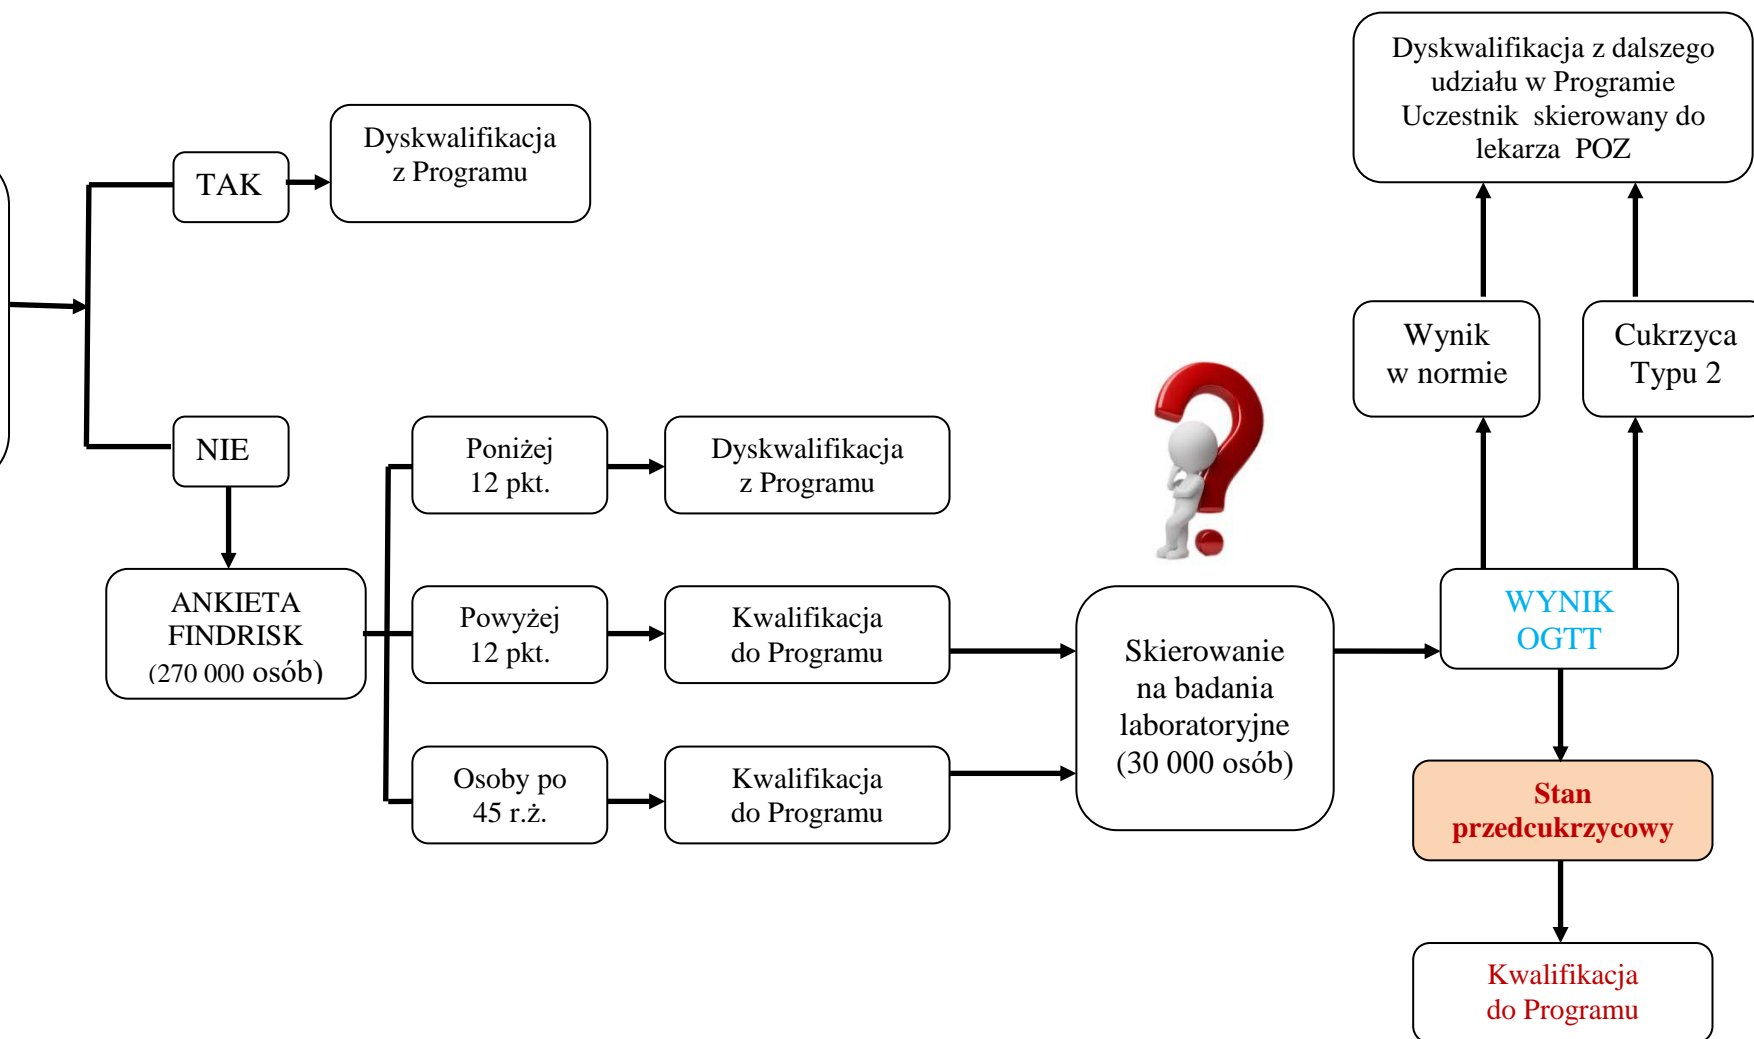 TAK
Dyskwalifikacja
z Programu
NIE
ANKIETA
FINDRISK
(270 000 osób)
Poniżej
12 pkt.
Dyskwalifikacja
z Programu
Powyżej
12 pkt.
Kwalifikacja
do Programu
Osoby po
45 r.ż.
Kwalifikacja
do Programu
Skierowanie
na badania
laboratoryjne
(30 000 osób)
Dyskwalifikacja z dalszego
udziału w Programie
Uczestnik skierowany do
lekarza POZ
Wynik
w normie
Cukrzyca
Typu 2
WYNIK
OGTT
Stan
przedcukrzycowy
Kwalifikacja
do Programu